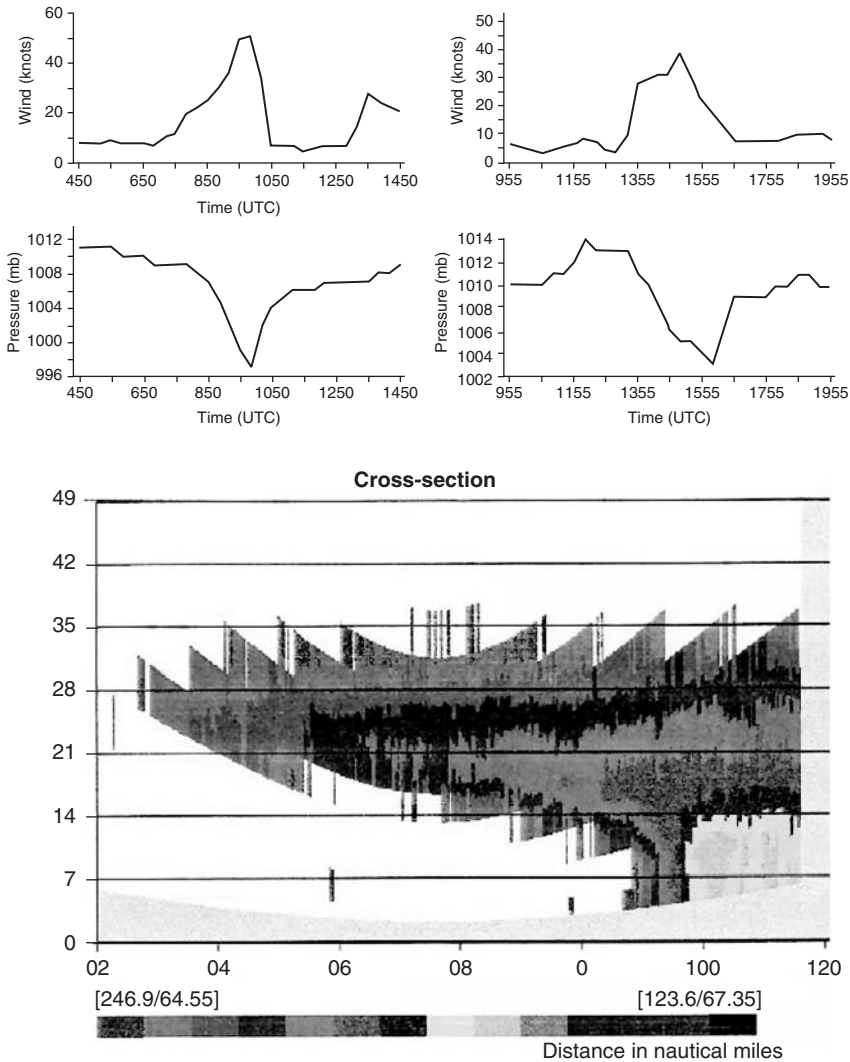 60
40
20
0
Wind (knots)
450 650 850 1050 1250 1450
Time (UTC)
50
40
30
20
10
0
Wind (knots)
955 1155 1355 1555 1755 1955
Time (UTC)
1012
1008
1004
1000
996
Pressure (mb)
450 650 850 1050 1250 1450
Time (UTC)
1014
1012
1010
1008
1006
1004
1002
Pressure (mb)
955 1155 1355 1555 1755 1955
Time (UTC)
Cross-section
49
42
35
28
21
14
7
0
02 04 06 08 0 100 120
[246.9/64.55] [123.6/67.35]
Distance in nautical miles